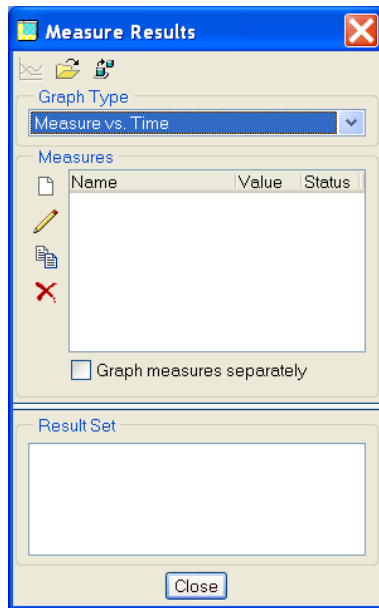 Measure Results
Graph Type
Measure vs. Time
Measures
Name Value Status
Graph measures separately
Result Set
Close